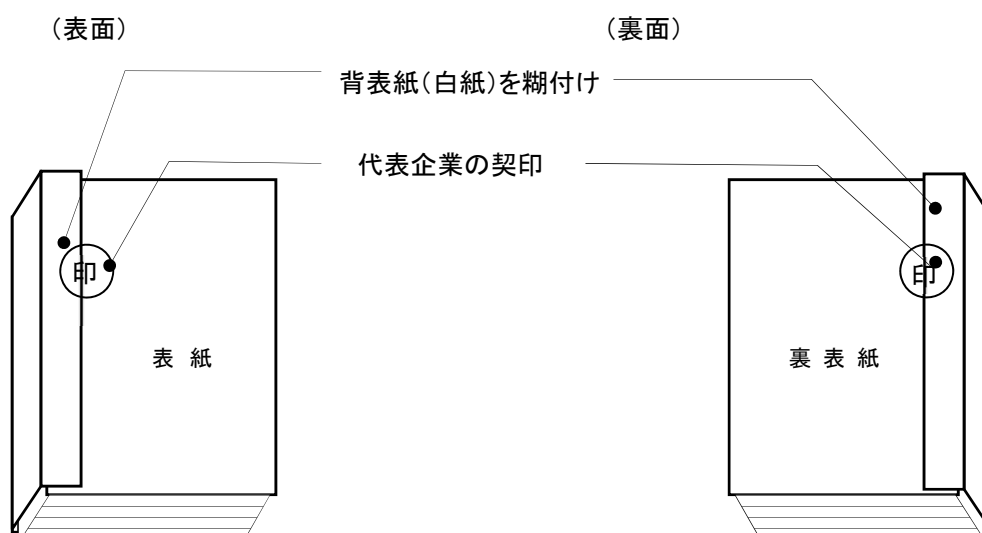 (表面)
(裏面)
背表紙(白紙)を糊付け
代表企業の契印
印
印
表 紙
裏 表 紙